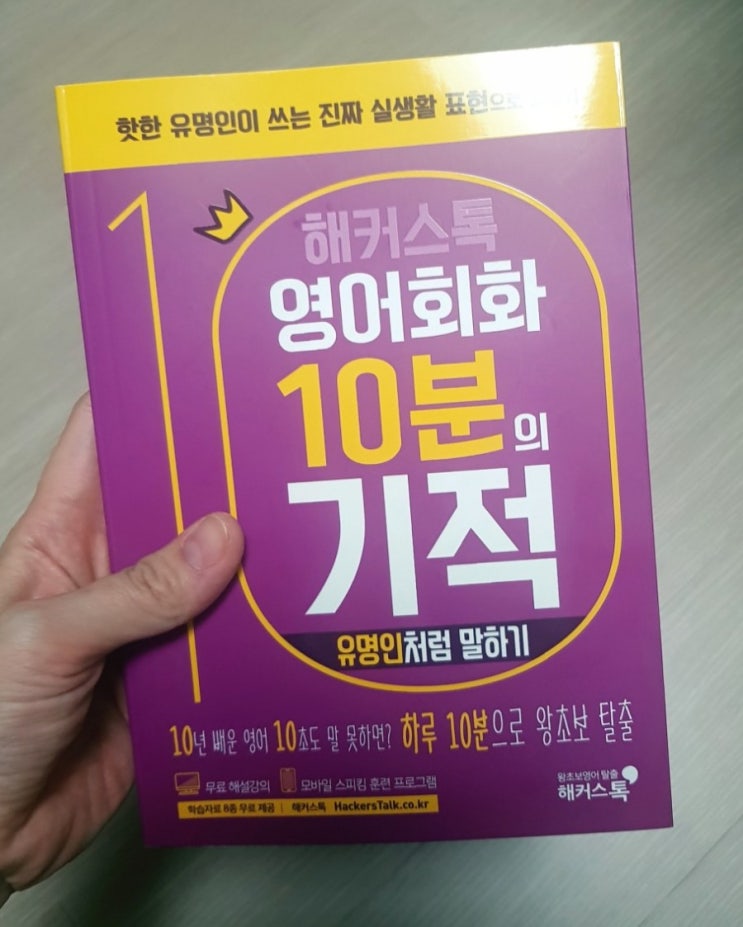 핫한 유명인이 쓰는 진짜 실생활 표현으로
10
해커스톡
영어회화
10분의
기적
유명인처럼 말하기
10년 배운 영어 10초도 말 못하면? 하루 10분으로 왕초보 탈출
무료 해설강의 모바일 스피킹 훈련 프로그램
학습자료 8종 무료 제공 | 해커스톡 HackersTalk.co.kr
왕초보영어 탈출
해커스톡